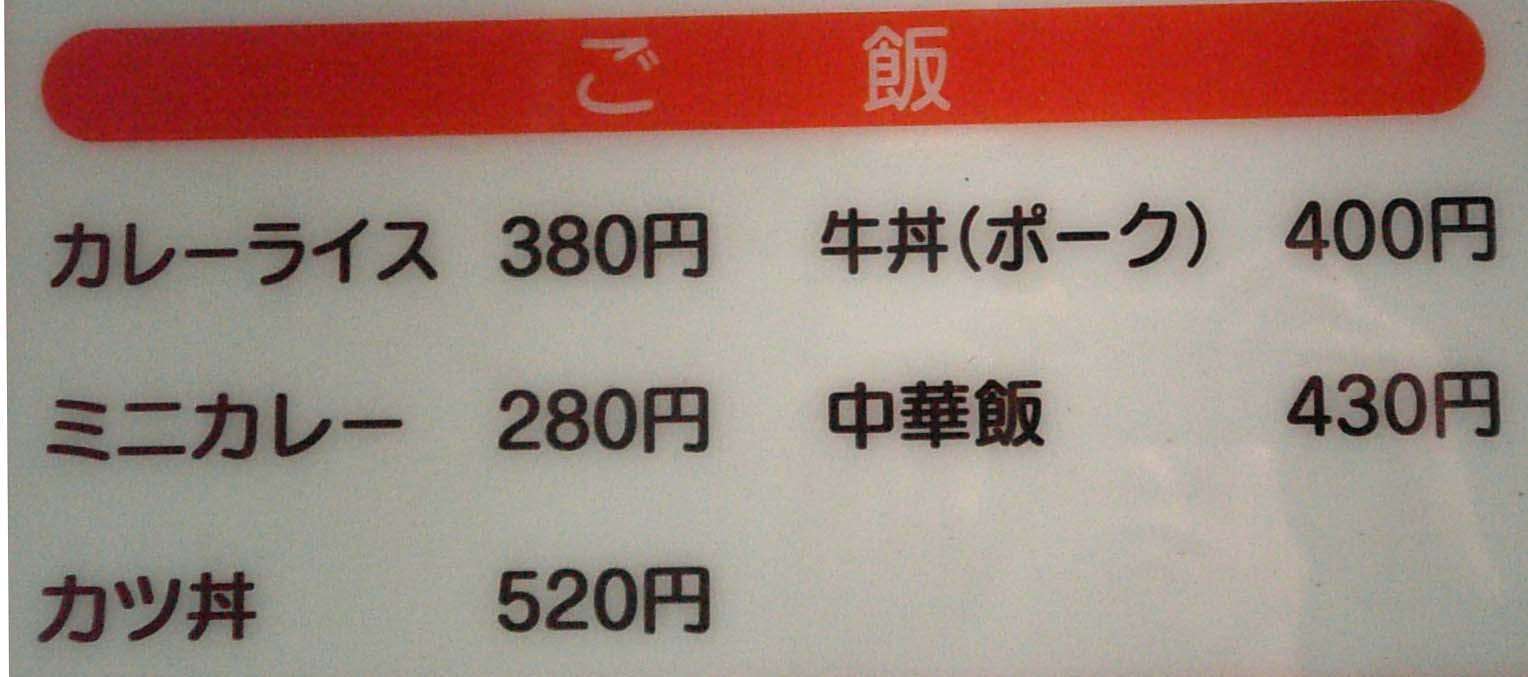 ご飯
カレーライス 380円 牛丼(ポーク) 400円
ミニカレー 280円 中華飯 430円
カツ丼 520円